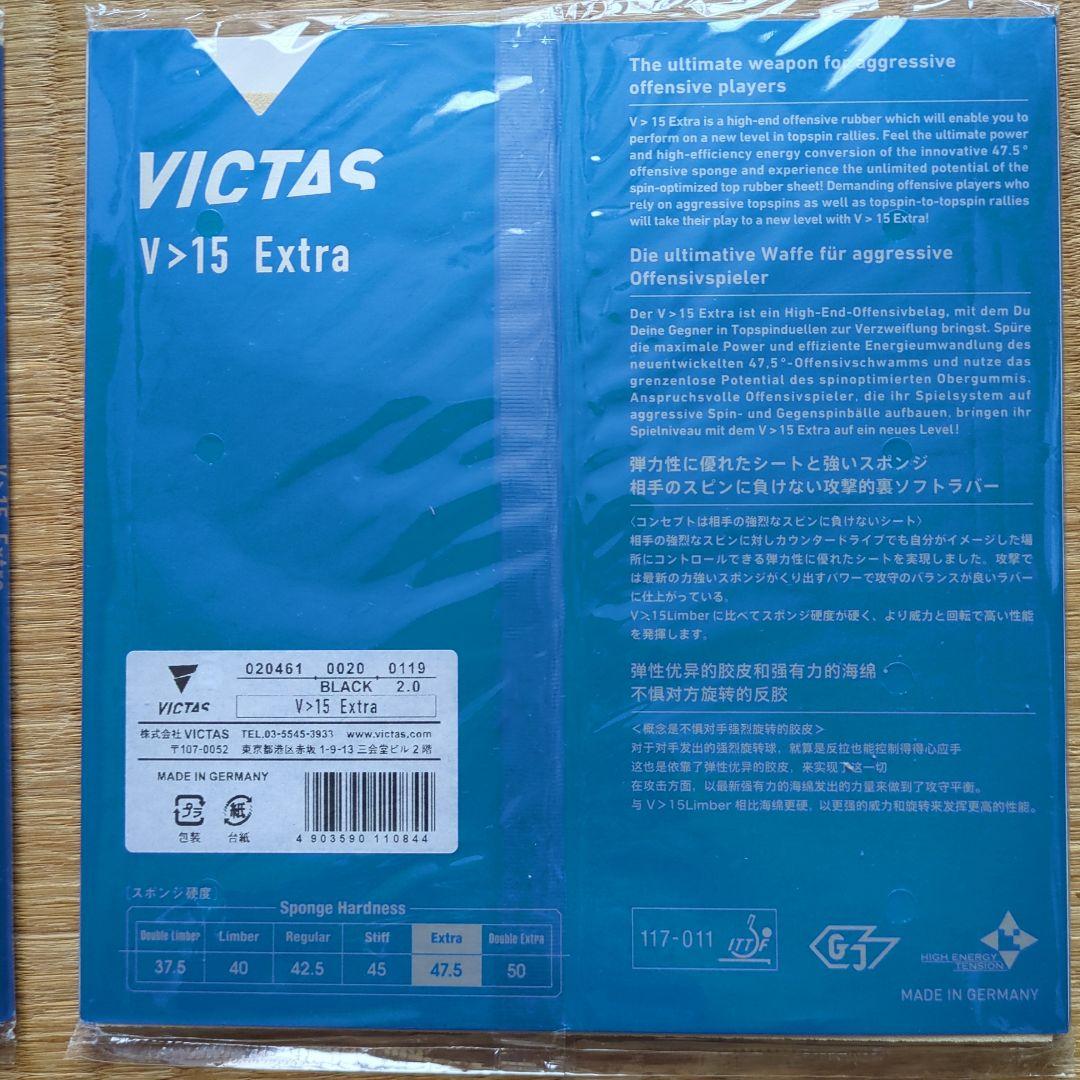 VICTAS
V>15 Extra
020461 0020 0119
BLACK 2.0
VICTAS
V>15 Extra
株式会社 VICTAS TEL.03-5545-3933 www.victas.com
〒107-0052 東京都港区赤坂 1-9-13 三会堂ビル 2 階
MADE IN GERMANY
プラ
紙
包装 台紙
4 903590 110844
[スポンジ硬度]
Sponge Hardness
Double Limber Limber Regular Stiff Extra Double Extra
37.5 40 42.5 45 47.5 50
The ultimate weapon for aggressive
offensive players
V > 15 Extra is a high-end offensive rubber which will enable you to
perform on a new level in topspin rallies. Feel the ultimate power
and high-efficiency energy conversion of the innovative 47.5°
offensive sponge and experience the unlimited potential of the
spin-optimized top rubber sheet! Demanding offensive players who
rely on aggressive topspins as well as topspin-to-topspin rallies
will take their play to a new level with V > 15 Extra!
Die ultimative Waffe für aggressive
Offensivspieler
Der V > 15 Extra ist ein High-End-Offensivbelag, mit dem Du
Deine Gegner in Topspinduellen zur Verzweiflung bringst. Spüre
die maximale Power und effiziente Energieumwandlung des
neuentwickelten 47,5°-Offensivschwamms und nutze das
grenzenlose Potential des spinoptimierten Obergummis.
Anspruchsvolle Offensivspieler, die ihr Spielsystem auf
aggressive Spin- und Gegenspinbälle aufbauen, bringen ihr
Spielniveau mit dem V > 15 Extra auf ein neues Level!
弾力性に優れたシートと強いスポンジ
相手のスピンに負けない攻撃的裏ソフトラバー
〈コンセプトは相手の強烈なスピンに負けないシート〉
相手の強烈なスピンに対しカウンタードライブでも自分がイメージした場
所にコントロールできる弾力性に優れたシートを実現しました。攻撃で
は最新の力強いスポンジがくり出すパワーで攻守のバランスが良いラバー
に仕上がっている。
V>15Limber に比べてスポンジ硬度が硬く、より威力と回転で高い性能
を発揮します。
弹性优异的胶皮和强有力的海绵・
不惧对方旋转的反胶
＜概念是不惧对手强烈旋转的胶皮＞
对于对手发出的强烈旋转球，就算是反拉也能控制得得心应手
这也是依靠了弹性优异的胶皮，来实现了这一切
在攻击方面，以最新强有力的海绵发出的力量来做到了攻守平衡。
与 V > 15Limber 相比海绵更硬，以更强的威力和旋转来发挥更高的性能。
117-011 ITTF
HIGH ENERGY
TENSION
MADE IN GERMANY